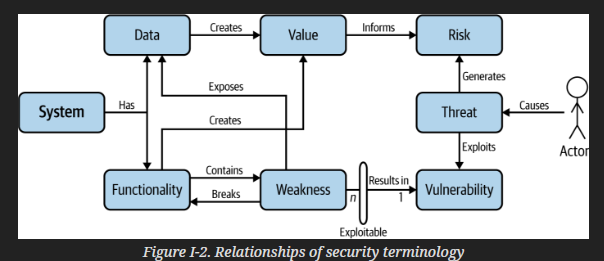 Data
Creates
Value
Informs
Risk
Exposes
Generates
System
Has
Threat
Causes
Creates
Actor
Exploits
Functionality
Contains
Breaks
Weakness
n
Results in
1
Vulnerability
Exploitable
Figure I-2. Relationships of security terminology